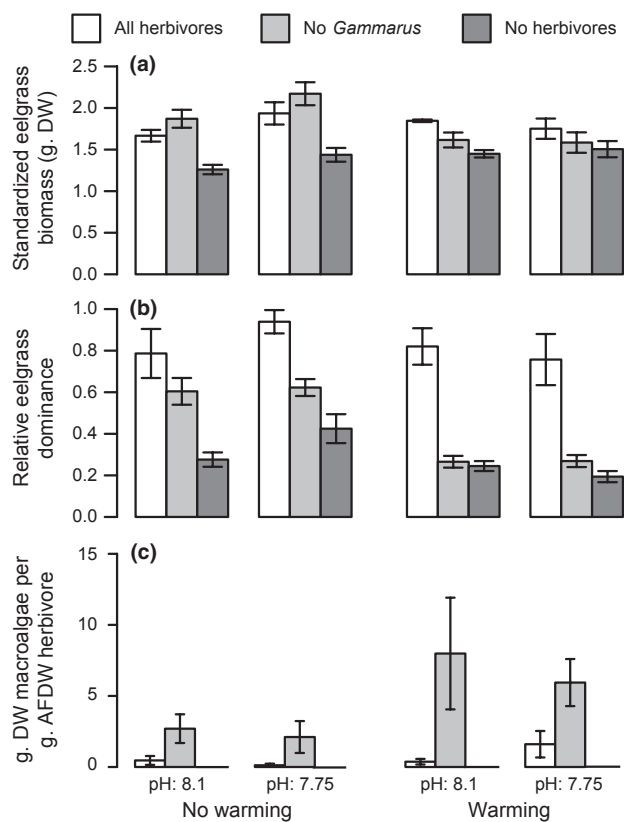 All herbivores No Gammarus No herbivores
(a)
Standardized eelgrass
biomass (g. DW)
2.5
2.0
1.5
1.0
0.5
0.0
(b)
Relative eelgrass
dominance
1.0
0.8
0.6
0.4
0.2
0.0
(c)
g. DW macroalgae per
g. AFDW herbivore
15
10
5
0
pH: 8.1 pH: 7.75 pH: 8.1 pH: 7.75
No warming Warming